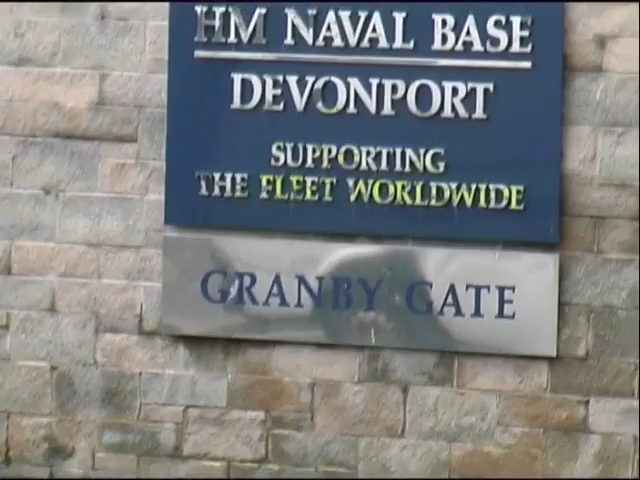 HM NAVAL BASE
DEVONPORT
SUPPORTING
THE FLEET WORLDWIDE
GRANBY GATE